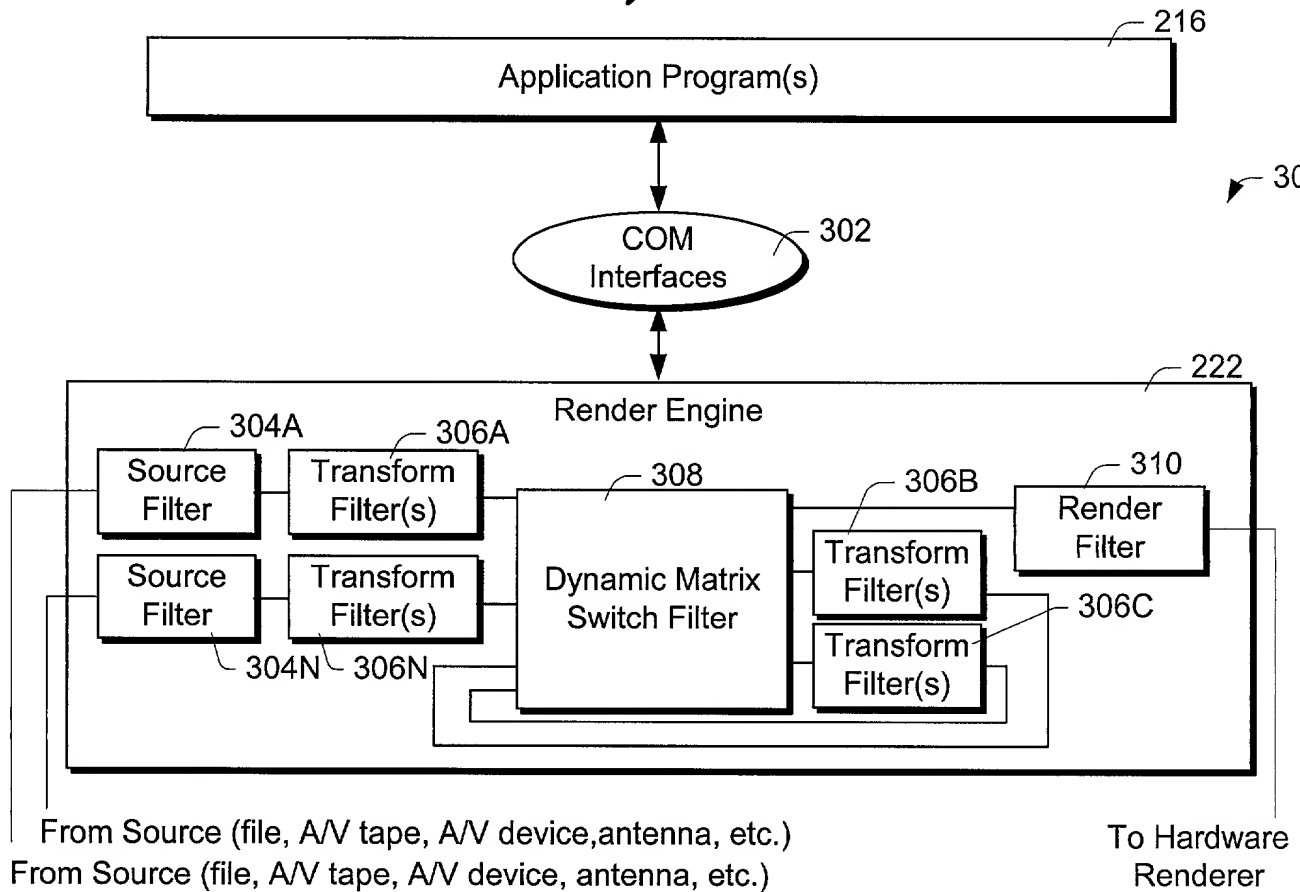 216
Application Program(s)
30
COM
Interfaces
302
222
Render Engine
304A
306A
308
306B
310
Source
Filter
Transform
Filter(s)
Render
Filter
Source
Filter
Transform
Filter(s)
Dynamic Matrix
Switch Filter
Transform
Filter(s)
306C
304N
306N
Transform
Filter(s)
From Source (file, A/V tape, A/V device,antenna, etc.)
From Source (file, A/V tape, A/V device, antenna, etc.)
To Hardware
Renderer